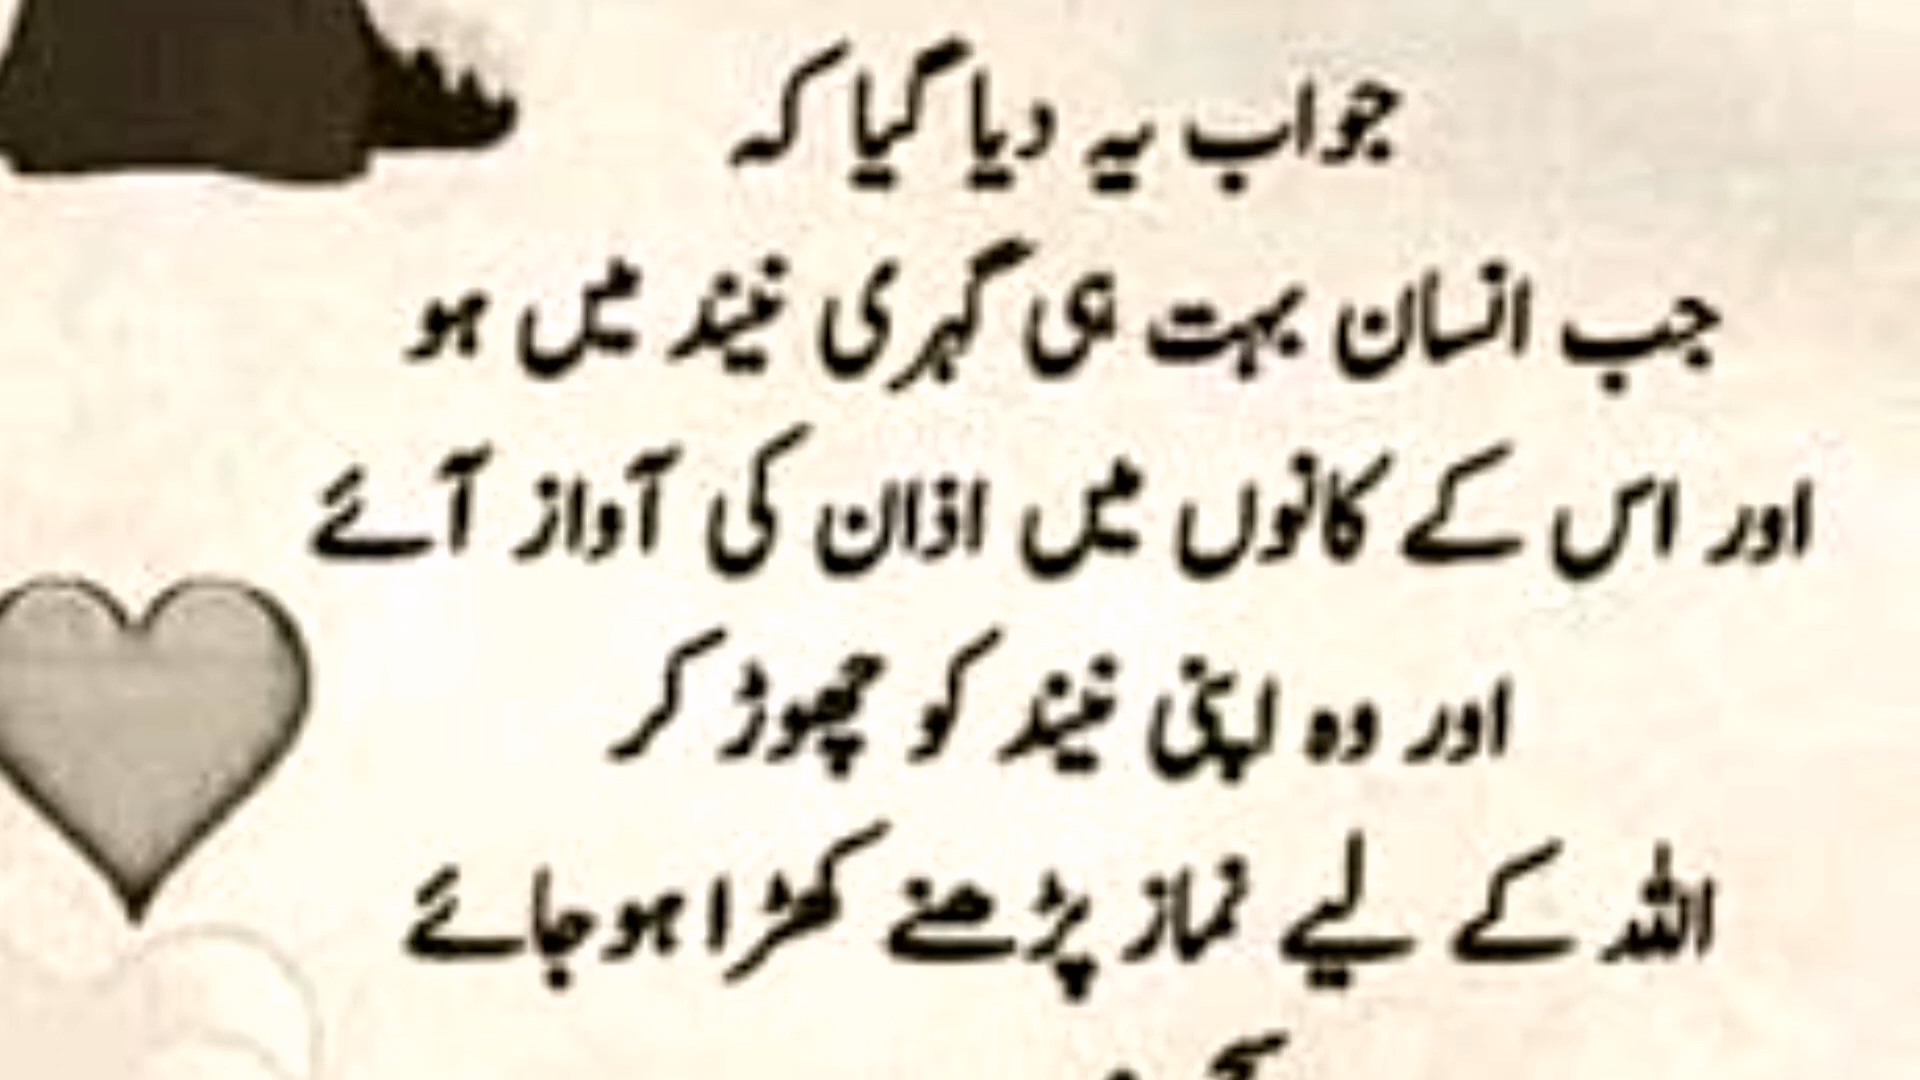 جواب یہ دیا گیا کہ
جب انسان بہت ہی گہری نیند میں ہو
اور اس کے کانوں میں اذان کی آواز آئے
اور وہ اپنی نیند کو چھوڑ کر
اللہ کے لیے نماز پڑھنے کھڑا ہو جائے